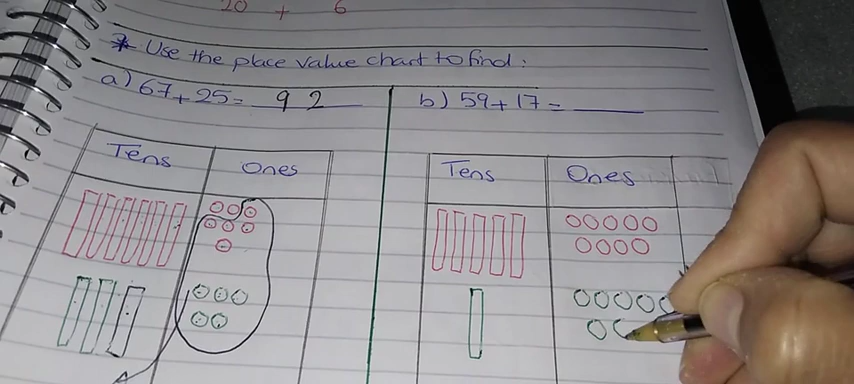 20 + 6
* Use the place value chart to find:
a) 67 + 25 = 92
b) 59 + 17 =
Tens Ones
Tens Ones